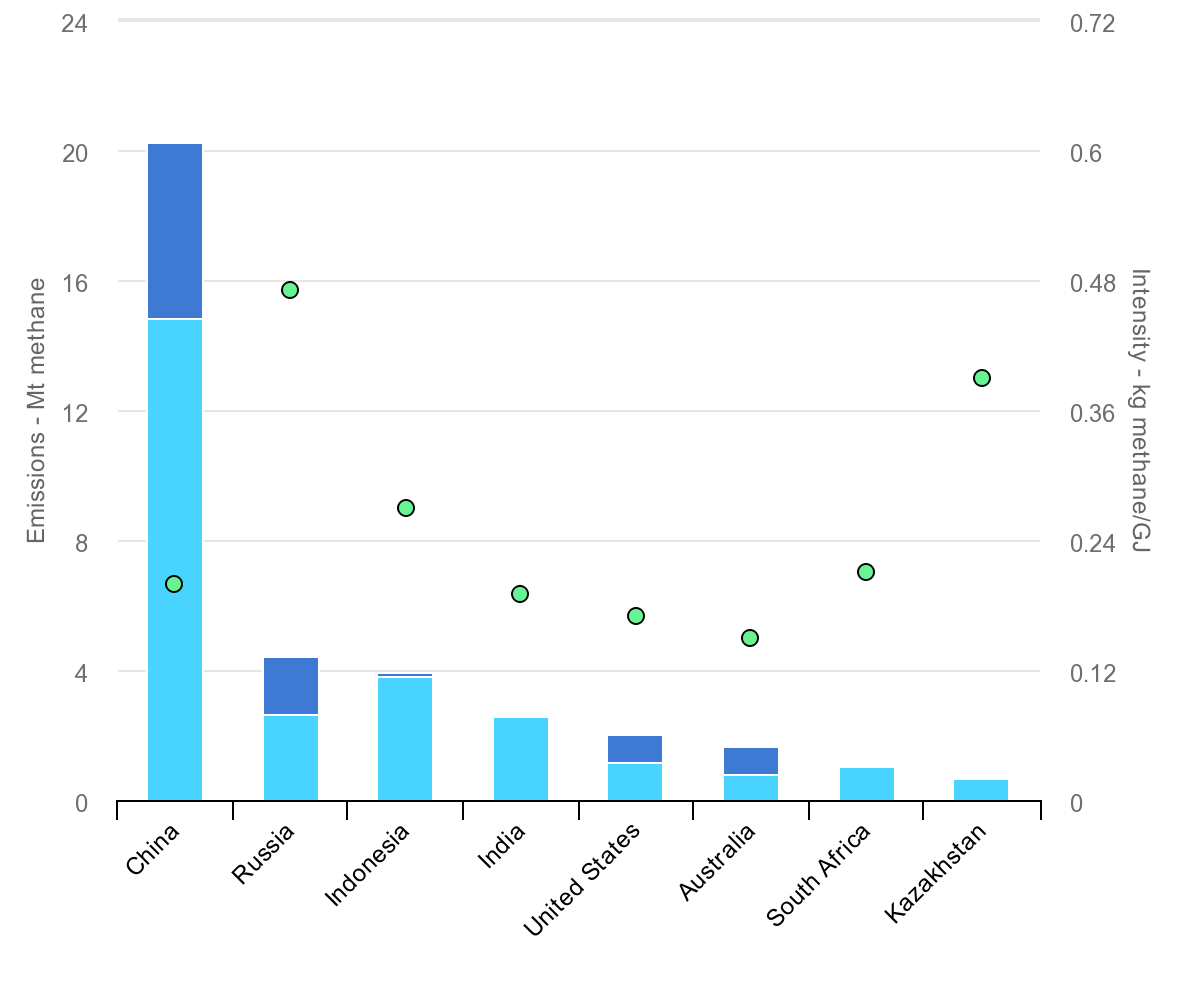 24
20
16
12
8
4
0
Emissions - Mt methane
0.72
0.6
0.48
0.36
0.24
0.12
0
Intensity - kg methane/GJ
China
Russia
Indonesia
India
United States
Australia
South Africa
Kazakhstan